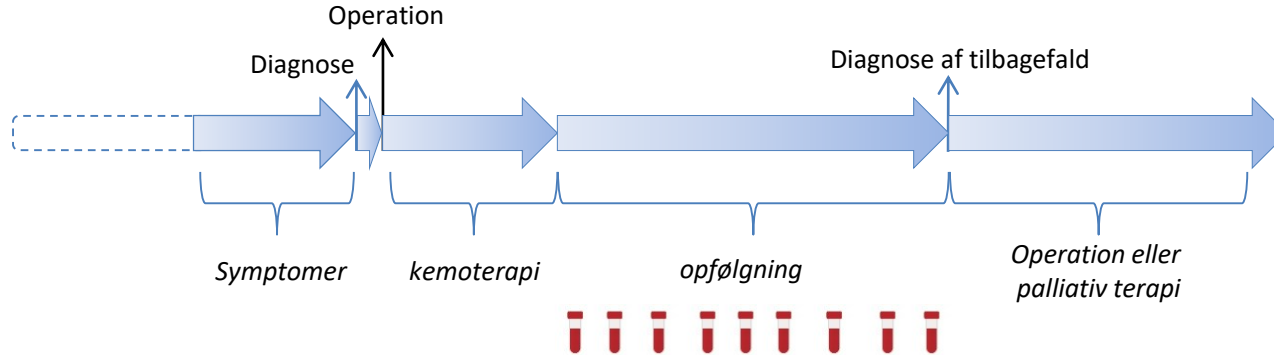 Operation
Diagnose
Diagnose af tilbagefald
Symptomer
kemoterapi
opfølgning
Operation eller
palliativ terapi